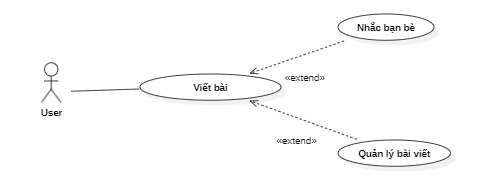 Nhắc bạn bè
Viết bài
«extend»
User
«extend»
Quản lý bài viết